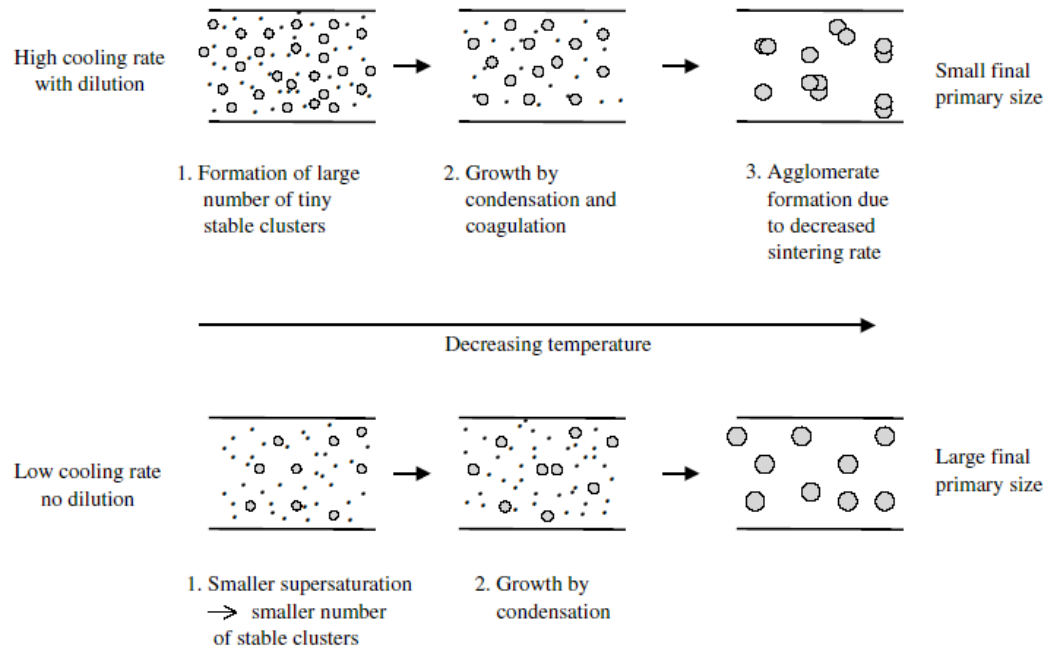 High cooling rate
with dilution
Small final
primary size
1. Formation of large
number of tiny
stable clusters
2. Growth by
condensation and
coagulation
3. Agglomerate
formation due
to decreased
sintering rate
Decreasing temperature
Low cooling rate
no dilution
Large final
primary size
1. Smaller supersaturation
→ smaller number
of stable clusters
2. Growth by
condensation